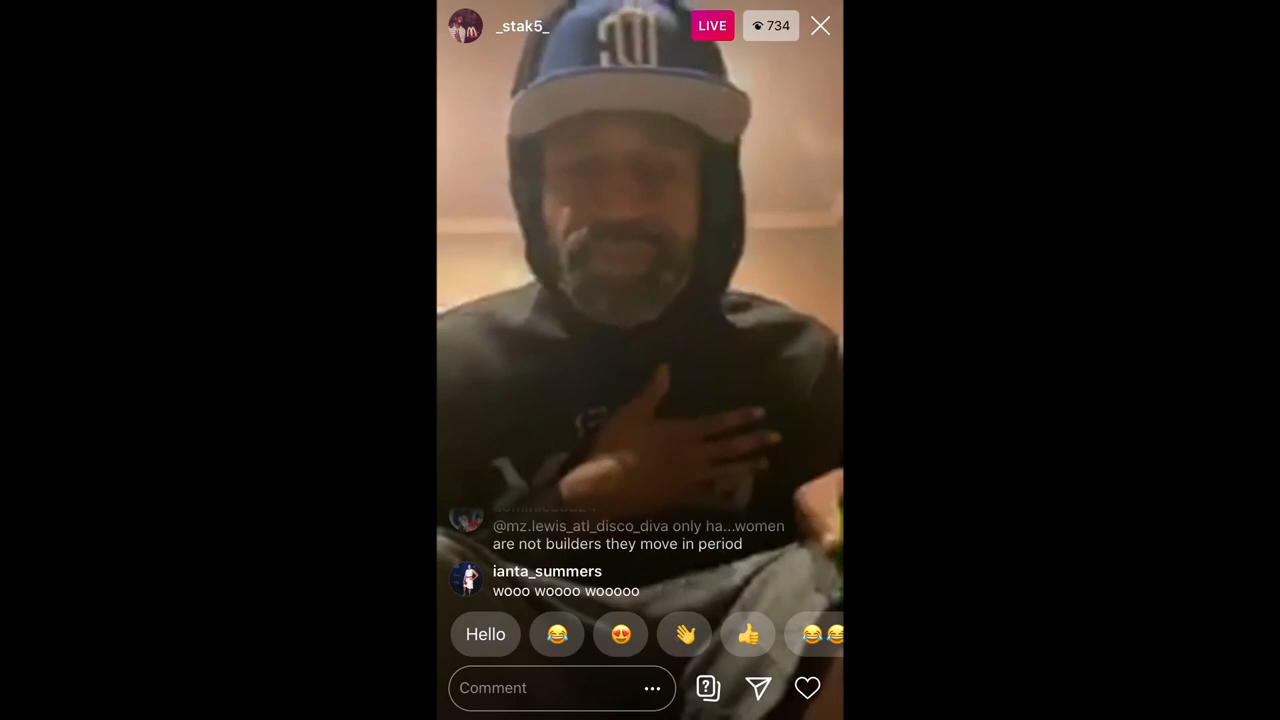 _stak5_
LIVE
734
@mz.lewis_atl_disco_diva only ha...women
are not builders they move in period
ianta_summers
wooo woooo wooooo
Hello
Comment